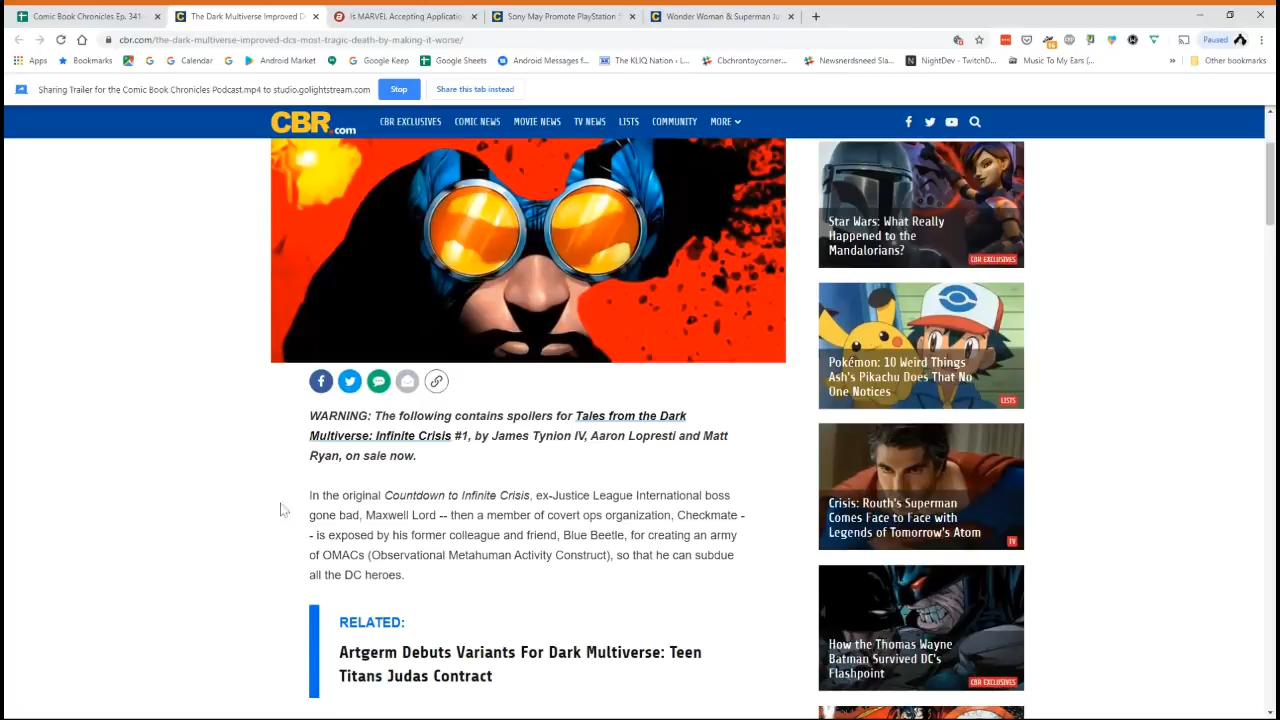 Comic Book Chronicles Ep. 341
The Dark Multiverse Improved D
Is MARVEL Accepting Applicatio
Sony May Promote PlayStation
Wonder Woman & Superman Ju
cbr.com/the-dark-multiverse-improved-dcs-most-tragic-death-by-making-it-worse/
Paused
Apps
Bookmarks
Calendar
Android Market
Google Keep
Google Sheets
Android Messages f...
The KLIQ Nation ‹ L...
Cbchrontoycorner...
Newsnerdsneed Sla...
NightDev - TwitchD...
Music To My Ears (...
»
Other bookmarks
Sharing Trailer for the Comic Book Chronicles Podcast.mp4 to studio.golightstream.com
Stop
Share this tab instead
CBR.com
CBR EXCLUSIVES
COMIC NEWS
MOVIE NEWS
TV NEWS
LISTS
COMMUNITY
MORE
WARNING: The following contains spoilers for Tales from the Dark
Multiverse: Infinite Crisis #1, by James Tynion IV, Aaron Lopresti and Matt
Ryan, on sale now.
In the original Countdown to Infinite Crisis, ex-Justice League International boss
gone bad, Maxwell Lord -- then a member of covert ops organization, Checkmate -
- is exposed by his former colleague and friend, Blue Beetle, for creating an army
of OMACs (Observational Metahuman Activity Construct), so that he can subdue
all the DC heroes.
RELATED:
Artgerm Debuts Variants For Dark Multiverse: Teen
Titans Judas Contract
Star Wars: What Really
Happened to the
Mandalorians?
CBR EXCLUSIVES
Pokémon: 10 Weird Things
Ash's Pikachu Does That No
One Notices
LISTS
Crisis: Routh's Superman
Comes Face to Face with
Legends of Tomorrow's Atom
TV
How the Thomas Wayne
Batman Survived DC's
Flashpoint
CBR EXCLUSIVES